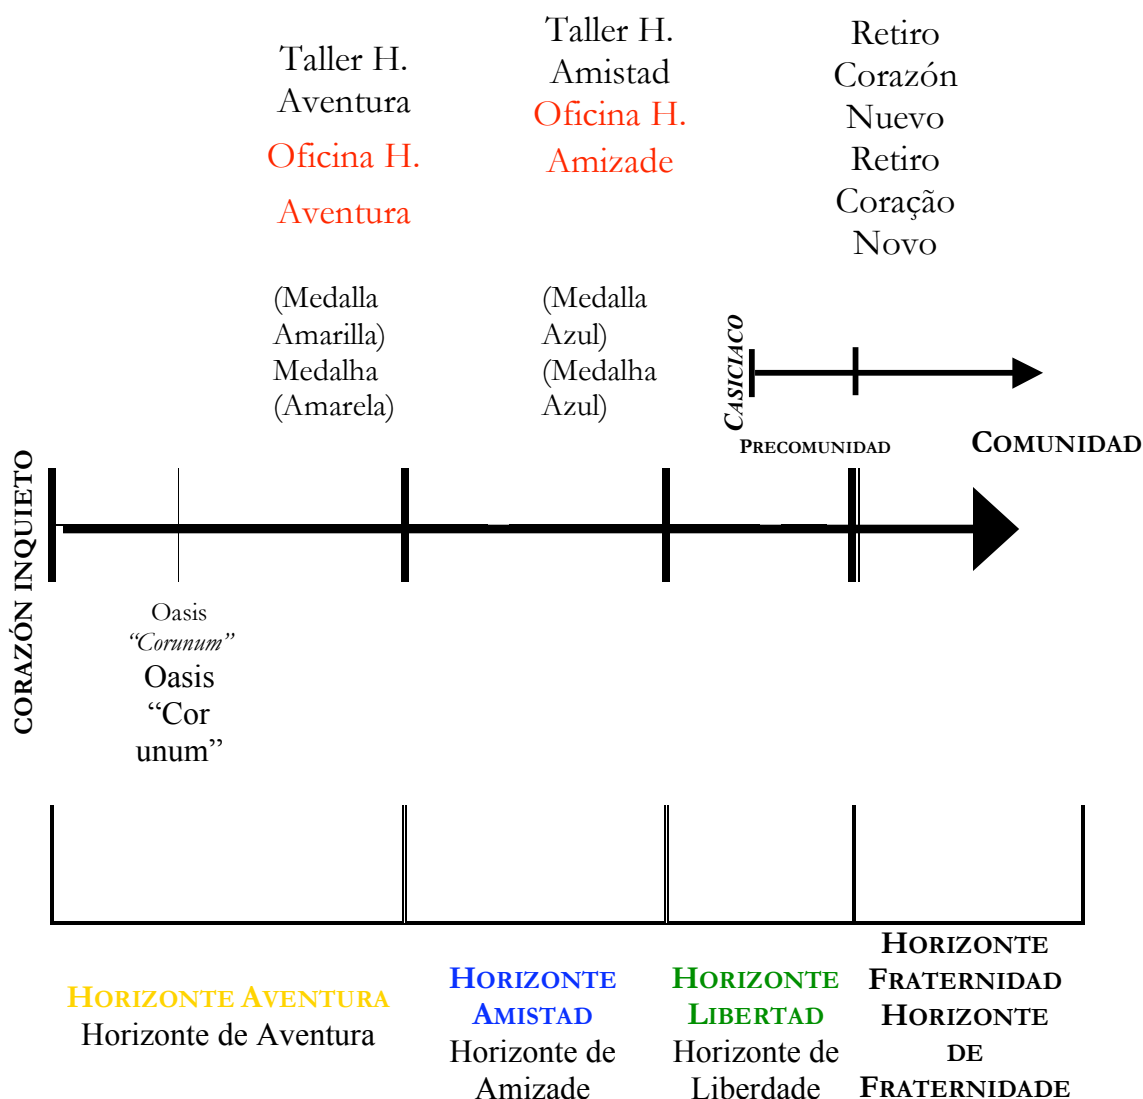 Taller H.
Aventura
Oficina H.
Aventura
(Medalla
Amarilla)
Medalha
(Amarela)
Taller H.
Amistad
Oficina H.
Amizade
(Medalla
Azul)
(Medalha
Azul)
Retiro
Corazón
Nuevo
Retiro
Coração
Novo
CASICIACO
PRECOMUNIDAD
COMUNIDAD
CORAZÓN INQUIETO
Oasis
“Corunum”
Oasis
“Cor
unum”
HORIZONTE AVENTURA
Horizonte de Aventura
HORIZONTE
AMISTAD
Horizonte de
Amizade
HORIZONTE
LIBERTAD
Horizonte de
Liberdade
HORIZONTE
FRATERNIDAD
HORIZONTE
DE
FRATERNIDADE